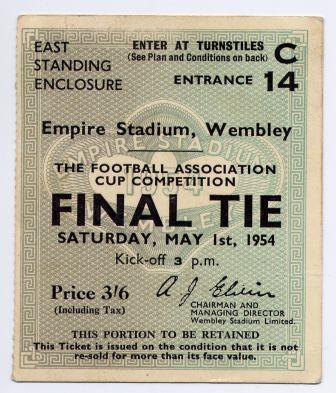 EAST
STANDING
ENCLOSURE
ENTER AT TURNSTILES
(See Plan and Conditions on back)
C
ENTRANCE 14
Empire Stadium, Wembley
EMPIRE STADIUM
THE FOOTBALL ASSOCIATION
CUP COMPETITION
FINAL TIE
SATURDAY, MAY 1st, 1954
Kick-off 3 p.m.
Price 3/6
(Including Tax)
A J Elvin
CHAIRMAN AND
MANAGING DIRECTOR
Wembley Stadium Limited.
THIS PORTION TO BE RETAINED
This Ticket is issued on the condition that it is not
re-sold for more than its face value.